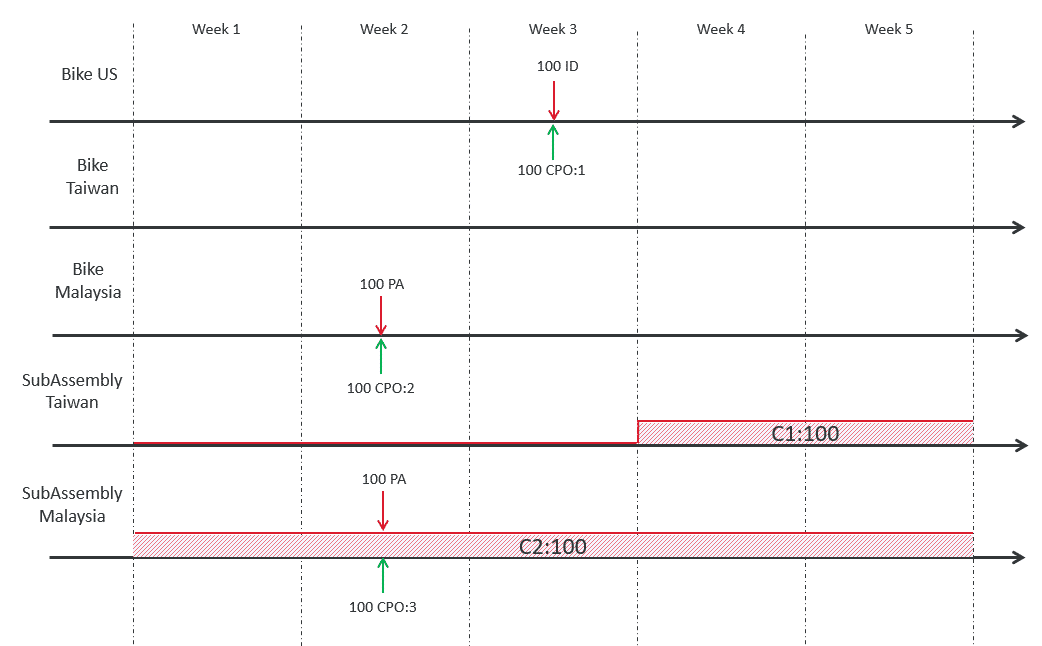 Week 1
Week 2
Week 3
Week 4
Week 5
Bike US
100 ID
Bike
Taiwan
100 CPO:1
Bike
Malaysia
100 PA
SubAssembly
Taiwan
100 CPO:2
C1:100
SubAssembly
Malaysia
100 PA
C2:100
100 CPO:3